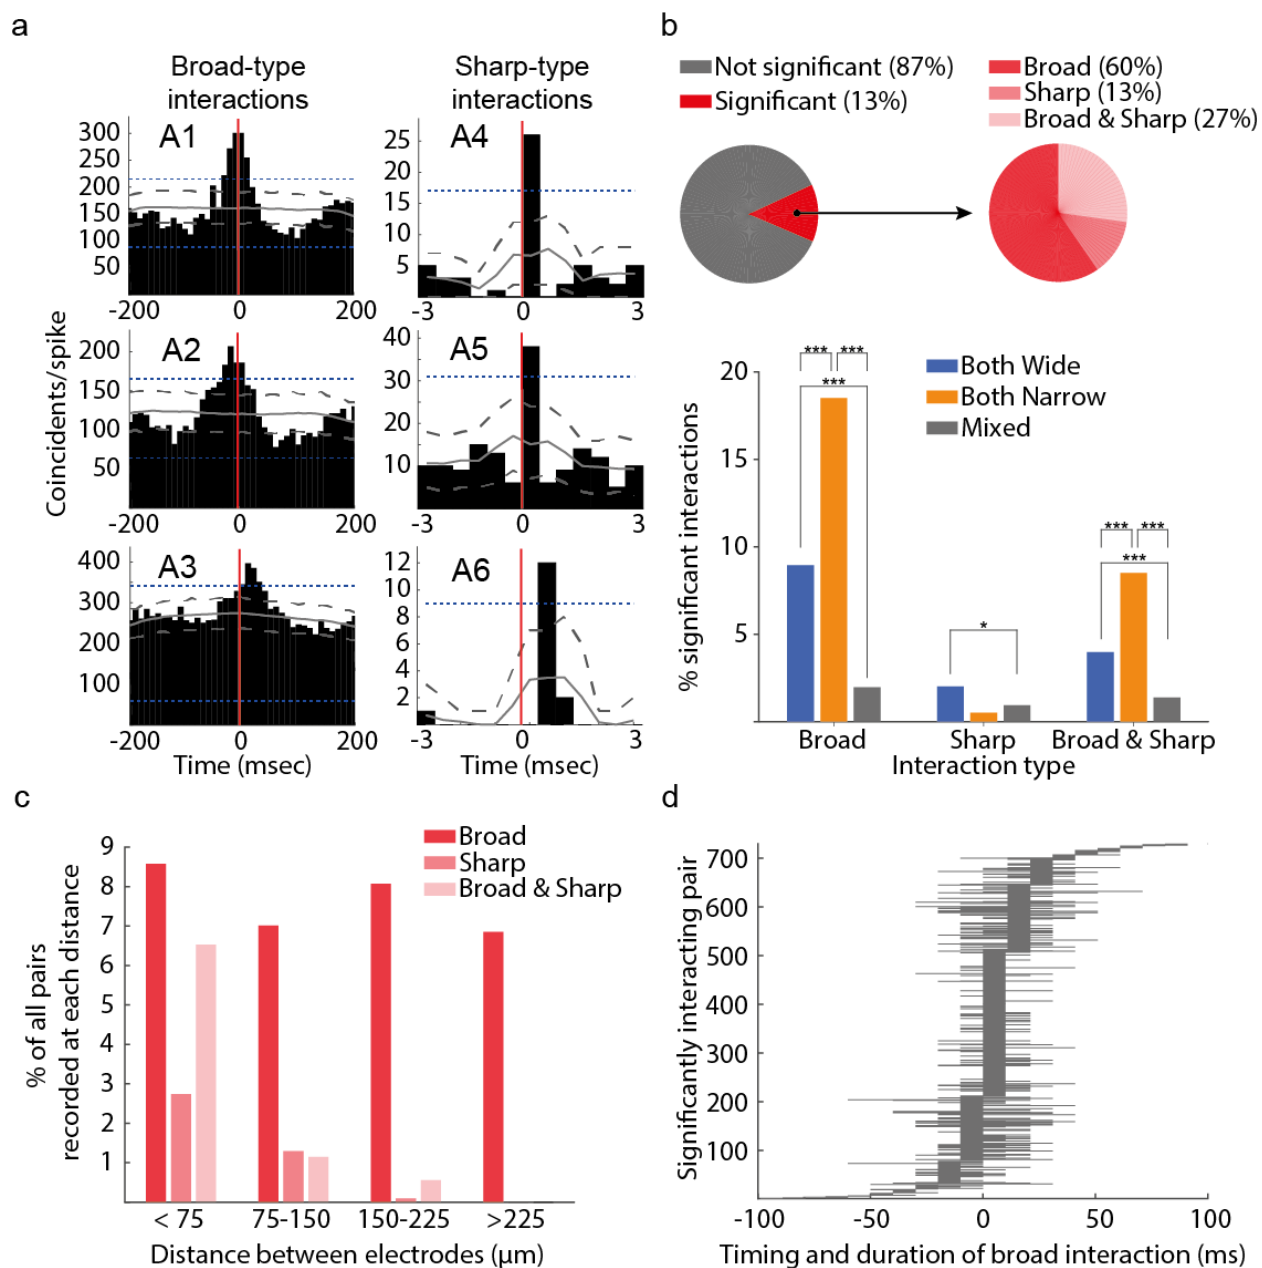 a
Broad-type
interactions
Sharp-type
interactions
Coincidents/spike
A1
300
250
200
150
100
50
-200 0 200
A4
25
15
5
-3 0 3
A2
200
150
100
50
-200 0 200
A5
40
30
20
10
-3 0 3
A3
400
300
200
100
-200 0 200
Time (msec)
A6
12
10
8
6
4
2
-3 0 3
Time (msec)
b
Not significant (87%)
Significant (13%)
Broad (60%)
Sharp (13%)
Broad & Sharp (27%)
% significant interactions
20
15
10
5
*** ***
***
*
*** ***
***
Both Wide
Both Narrow
Mixed
Broad Sharp Broad & Sharp
Interaction type
c
% of all pairs
recorded at each distance
9
8
7
6
5
4
3
2
1
Broad
Sharp
Broad & Sharp
< 75 75-150 150-225 >225
Distance between electrodes (μm)
d
Significantly interacting pair
700
600
500
400
300
200
100
-100 -50 0 50 100
Timing and duration of broad interaction (ms)